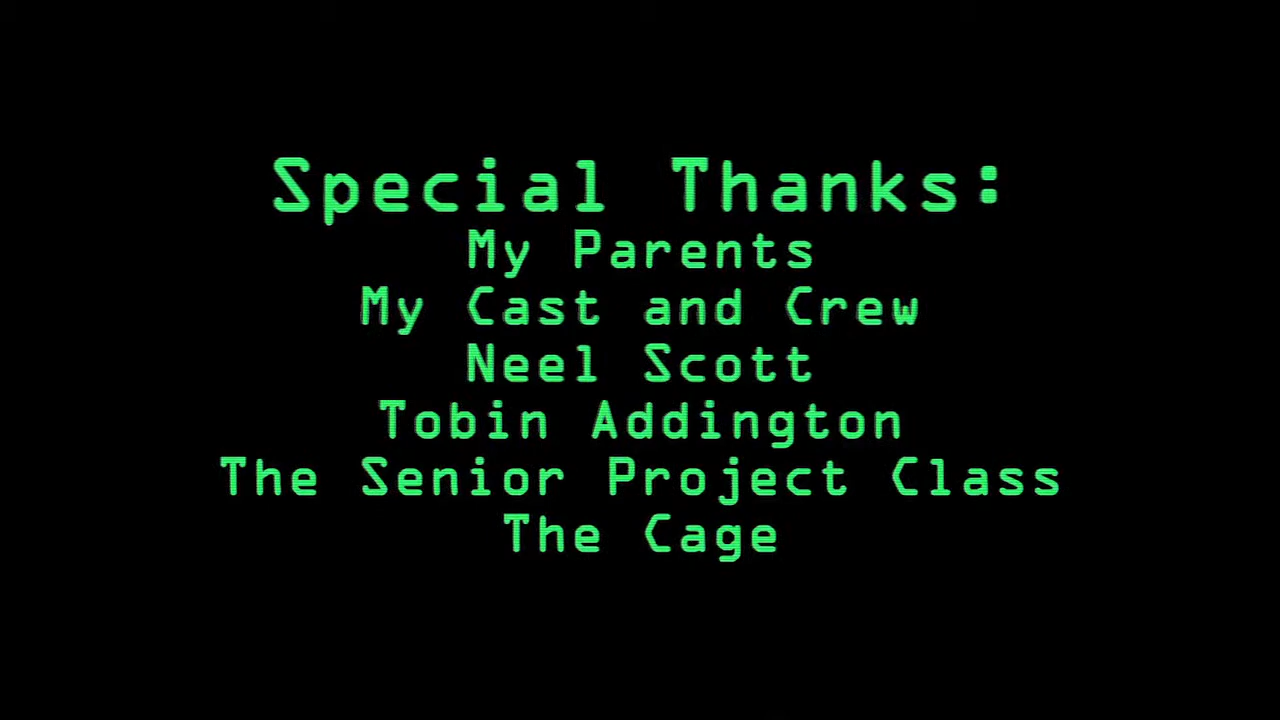 Special Thanks:
My Parents
My Cast and Crew
Neel Scott
Tobin Addington
The Senior Project Class
The Cage